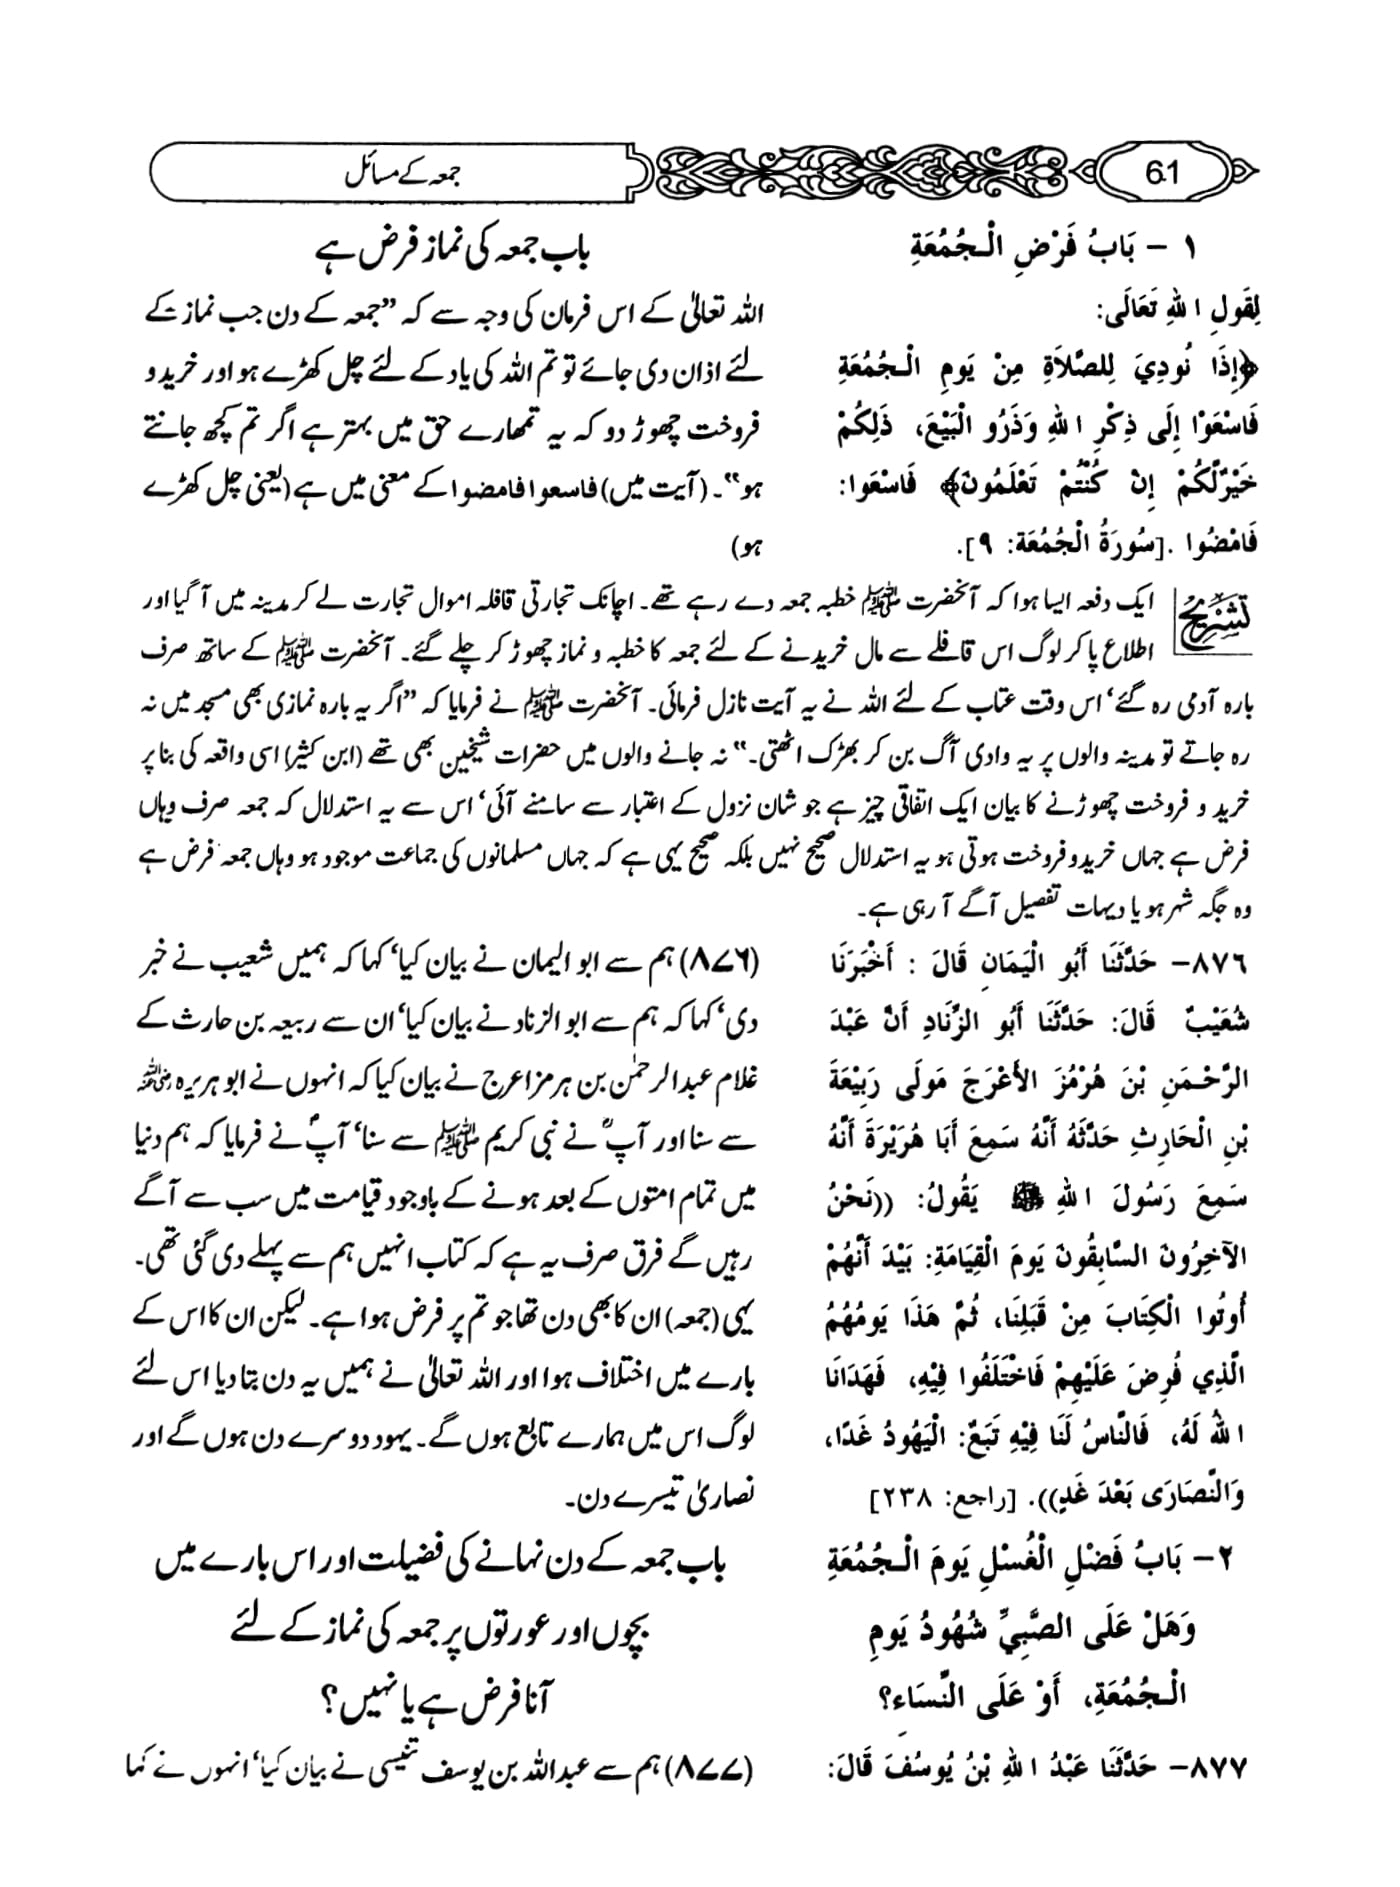 61
جمعہ کے مسائل
١ – بَابُ فَرْضِ الْـجُمُعَةِ
لِقَولِ اللهِ تَعَالَى:
﴿إِذَا نُودِيَ لِلصَّلاَةِ مِنْ يَومِ الْـجُمُعَةِ
فَاسْعَوْا إِلَى ذِكْرِ اللهِ وَذَرُو الْبَيْعَ، ذَلِكُمْ
خَيْرٌلَّكُمْ إِنْ كُنْتُمْ تَعْلَمُونَ﴾ فَاسْعَوا:
فَامْضُوا .[سُورَةُ الْجُمُعَة: ٩].
باب جمعہ کی نماز فرض ہے
اللہ تعالیٰ کے اس فرمان کی وجہ سے کہ ”جمعہ کے دن جب نماز کے
لئے اذان دی جائے تو تم اللہ کی یاد کے لئے چل کھڑے ہو اور خرید و
فروخت چھوڑ دو کہ یہ تمہارے حق میں بہتر ہے اگر تم کچھ جانتے
ہو“۔ (آیت میں) فاسعوا فامضوا کے معنی میں ہے (یعنی چل کھڑے
ہو)
تشریح ایک دفعہ ایسا ہوا کہ آنحضرت ﷺ خطبہ جمعہ دے رہے تھے۔ اچانک تجارتی قافلہ اموال تجارت لے کر مدینہ میں آ گیا اور
اطلاع پا کر لوگ اس قافلے سے مال خریدنے کے لئے جمعہ کا خطبہ و نماز چھوڑ کر چلے گئے۔ آنحضرت ﷺ کے ساتھ صرف
بارہ آدمی رہ گئے‘ اس وقت عتاب کے لئے اللہ نے یہ آیت نازل فرمائی۔ آنحضرت ﷺ نے فرمایا کہ ”اگر یہ بارہ نمازی بھی مسجد میں نہ
رہ جاتے تو مدینہ والوں پر یہ وادی آگ بن کر بھڑک اٹھتی۔“ نہ جانے والوں میں حضرات شیخین بھی تھے (ابن کثیر) اسی واقعہ کی بنا پر
خرید و فروخت چھوڑنے کا بیان ایک اتفاقی چیز ہے جو شان نزول کے اعتبار سے سامنے آئی‘ اس سے یہ استدلال کہ جمعہ صرف وہاں
فرض ہے جہاں خرید و فروخت ہوتی ہو یہ استدلال صحیح نہیں بلکہ صحیح یہی ہے کہ جہاں مسلمانوں کی جماعت موجود ہو وہاں جمعہ فرض ہے
وہ جگہ شہر ہو یا دیہات تفصیل آگے آ رہی ہے۔
٨٧٦– حَدَّثَنَا أَبُو الْيَمَانِ قَالَ : أَخْبَرَنَا
شُعَيْبٌ قَالَ: حَدَّثَنَا أَبُو الزِّنَادِ أَنَّ عَبْدَ
الرَّحْـمَنِ بْنَ هُرْمُزَ الأَعْرَجَ مَولَى رَبِيْعَةَ
بْنِ الْحَارِثِ حَدَّثَهُ أَنَّهُ سَمِعَ أَبَا هُرَيْرَةَ أَنَّهُ
سَمِعَ رَسُولَ اللهِ ﷺ يَقُولُ: ((نَحْنُ
الآخِرُونَ السَّابِقُونَ يَومَ الْقِيَامَةِ: بَيْدَ أَنَّهُمْ
أُوتُوا الْكِتَابَ مِنْ قَبلِنَا، ثُمَّ هَذَا يَومُهُمُ
الَّذِي فُرِضَ عَلَيْهِمْ فَاخْتَلَفُوا فِيْهِ، فَهَدَانَا
اللهُ لَهُ، فَالنَّاسُ لَنَا فِيْهِ تَبَعٌ: الْيَهُودُ غَدًا،
وَالنَّصَارَى بَعْدَ غَدٍ)). [راجع: ٢٣٨]
(۸۷۶) ہم سے ابو الیمان نے بیان کیا‘ کہا کہ ہمیں شعیب نے خبر
دی‘ کہا کہ ہم سے ابو الزناد نے بیان کیا‘ ان سے ربیعہ بن حارث کے
غلام عبدالرحمٰن بن ہرمز اعرج نے بیان کیا کہ انہوں نے ابو ہریرہ رضی اللہ عنہ
سے سنا اور آپؓ نے نبی کریم ﷺ سے سنا‘ آپؐ نے فرمایا کہ ہم دنیا
میں تمام امتوں کے بعد ہونے کے باوجود قیامت میں سب سے آگے
رہیں گے فرق صرف یہ ہے کہ کتاب انہیں ہم سے پہلے دی گئی تھی۔
یہی (جمعہ) ان کا بھی دن تھا جو تم پر فرض ہوا ہے۔ لیکن ان کا اس کے
بارے میں اختلاف ہوا اور اللہ تعالیٰ نے ہمیں یہ دن بتا دیا اس لئے
لوگ اس میں ہمارے تابع ہوں گے۔ یہود دوسرے دن ہوں گے اور
نصاریٰ تیسرے دن۔
٢– بَابُ فَضْلِ الْغُسْلِ يَومَ الْـجُمُعَةِ
وَهَلْ عَلَى الصَّبِيِّ شُهُودُ يَومِ
الْـجُمُعَةِ، أَوْ عَلَى النِّسَاءِ؟
باب جمعہ کے دن نہانے کی فضیلت اور اس بارے میں
بچوں اور عورتوں پر جمعہ کی نماز کے لئے
آنا فرض ہے یا نہیں؟
٨٧٧– حَدَّثَنَا عَبْدُ اللهِ بْنُ يُوسُفَ قَالَ:
(۸۷۷) ہم سے عبداللہ بن یوسف تنیسی نے بیان کیا‘ انہوں نے کہا